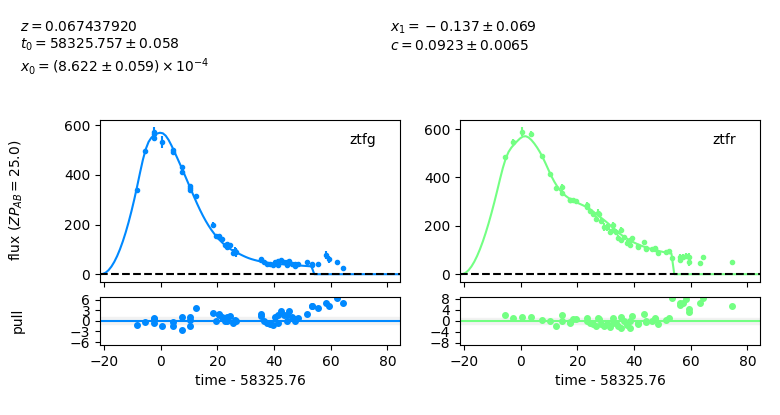 z = 0.067437920
t₀ = 58325.757 ± 0.058
x₀ = (8.622 ± 0.059) × 10⁻⁴
x₁ = −0.137 ± 0.069
c = 0.0923 ± 0.0065
flux (ZP_AB = 25.0)
600
400
200
0
ztfg
600
400
200
0
ztfr
pull
6
3
0
−3
−6
−20 0 20 40 60 80
time - 58325.76
8
4
0
−4
−8
−20 0 20 40 60 80
time - 58325.76